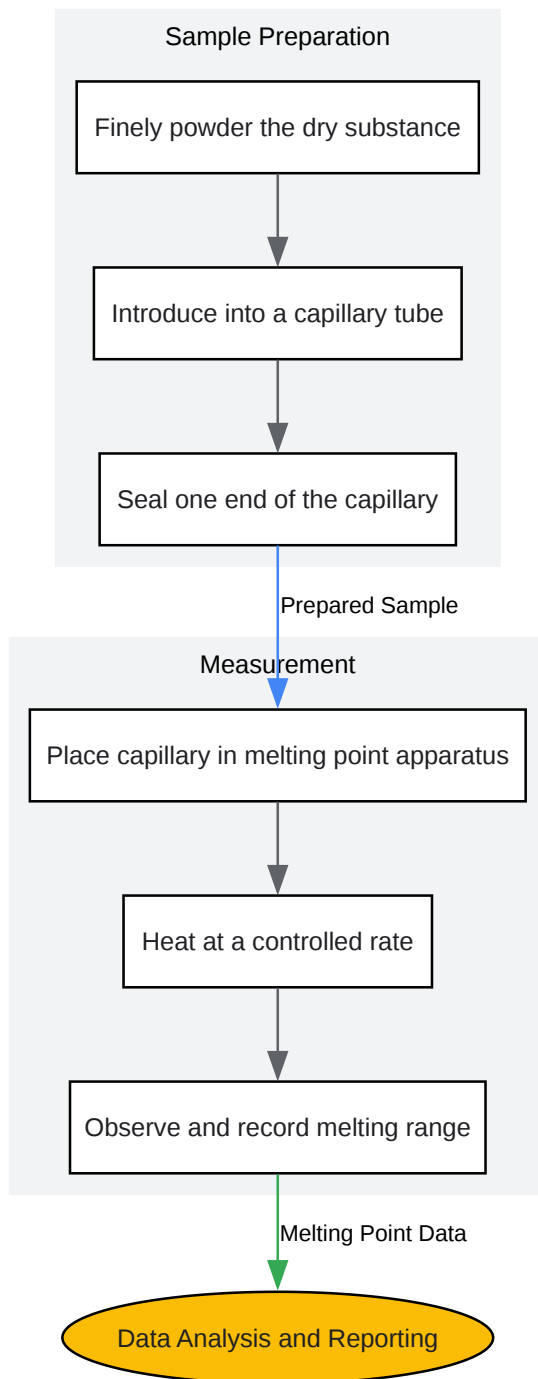 Sample Preparation
Finely powder the dry substance
Introduce into a capillary tube
Seal one end of the capillary
Prepared Sample
Measurement
Place capillary in melting point apparatus
Heat at a controlled rate
Observe and record melting range
Melting Point Data
Data Analysis and Reporting